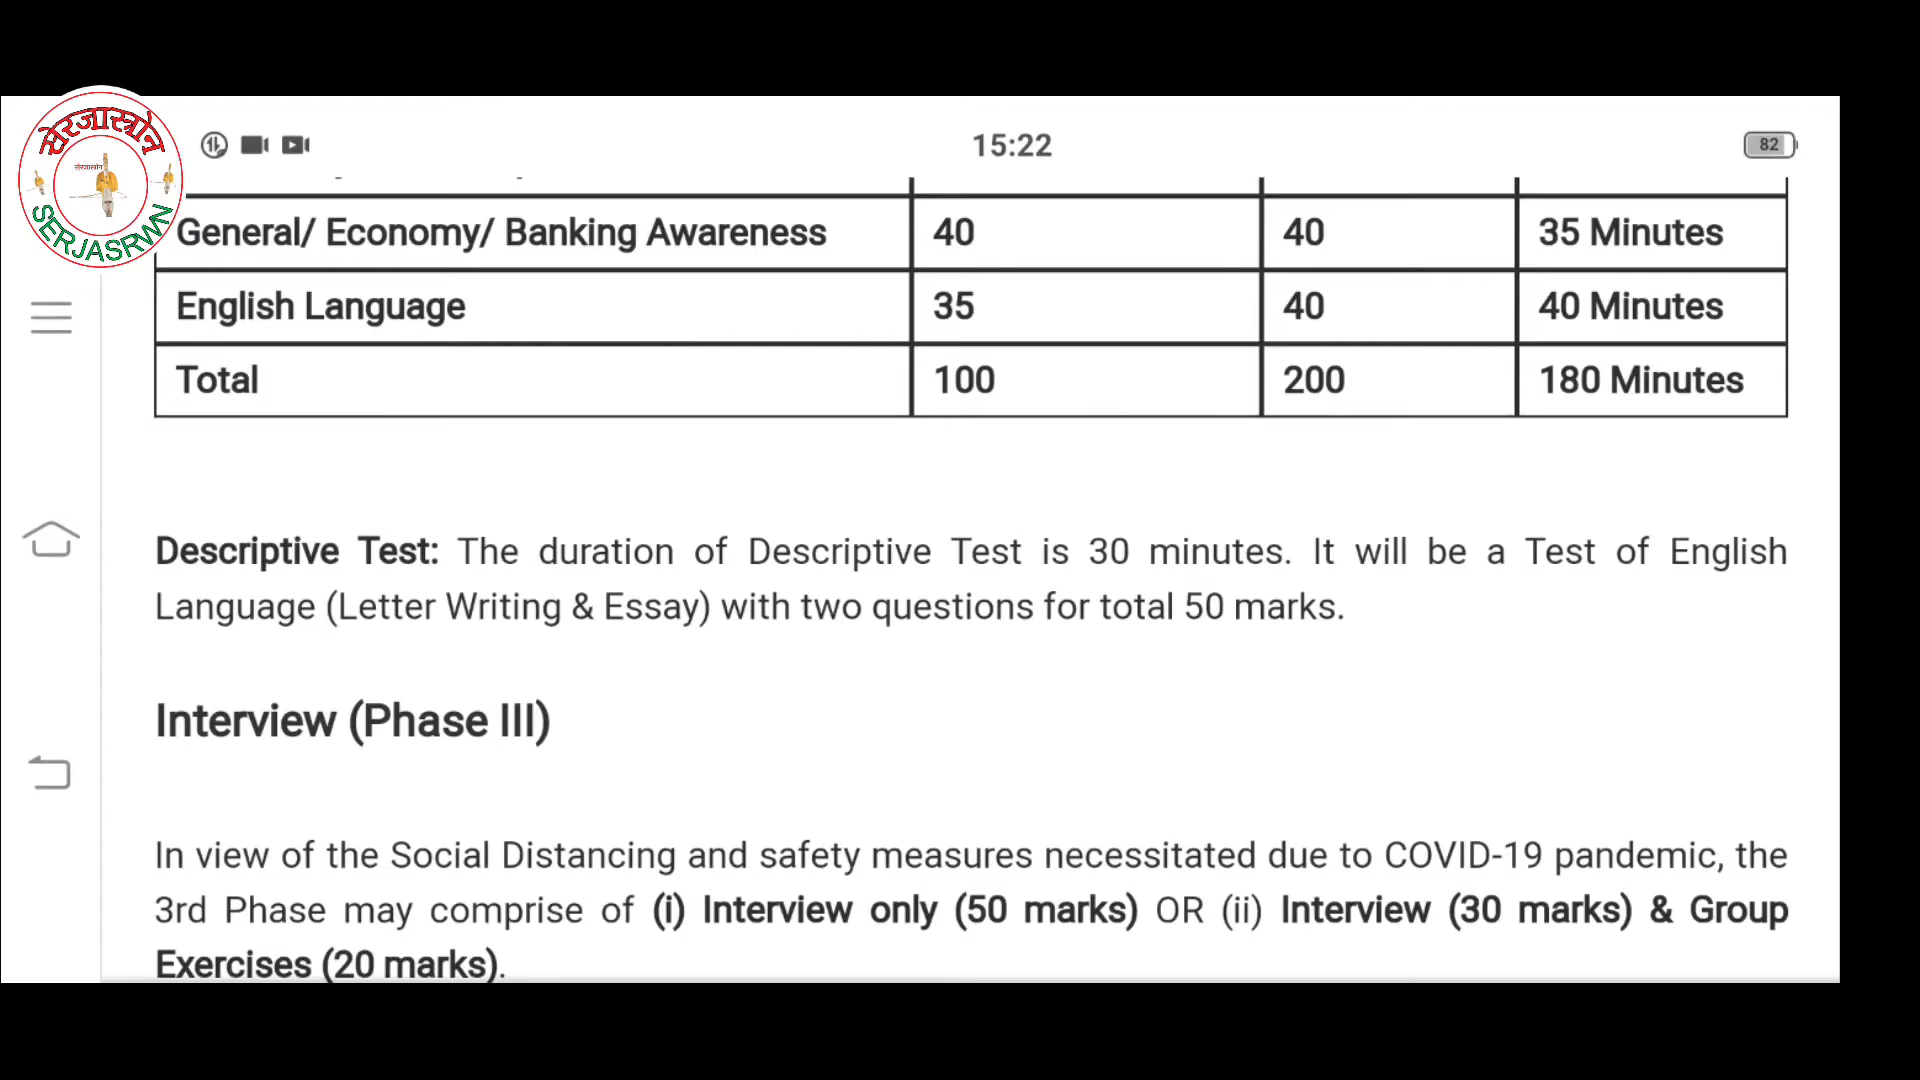 सेरजास्रोन
सेरजास्रोन
SERJASRWN
15:22
82
General/ Economy/ Banking Awareness 40 40 35 Minutes
English Language 35 40 40 Minutes
Total 100 200 180 Minutes
Descriptive Test: The duration of Descriptive Test is 30 minutes. It will be a Test of English
Language (Letter Writing & Essay) with two questions for total 50 marks.
Interview (Phase III)
In view of the Social Distancing and safety measures necessitated due to COVID-19 pandemic, the
3rd Phase may comprise of (i) Interview only (50 marks) OR (ii) Interview (30 marks) & Group
Exercises (20 marks).